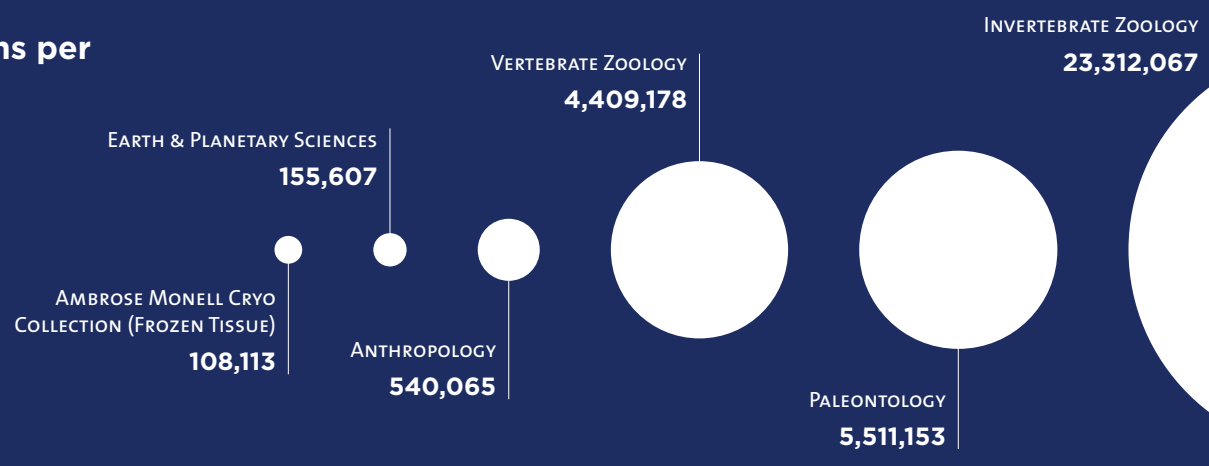 per
Invertebrate Zoology
23,312,067
Vertebrate Zoology
4,409,178
Earth & Planetary Sciences
155,607
Ambrose Monell Cryo
Collection (Frozen Tissue)
108,113
Anthropology
540,065
Paleontology
5,511,153